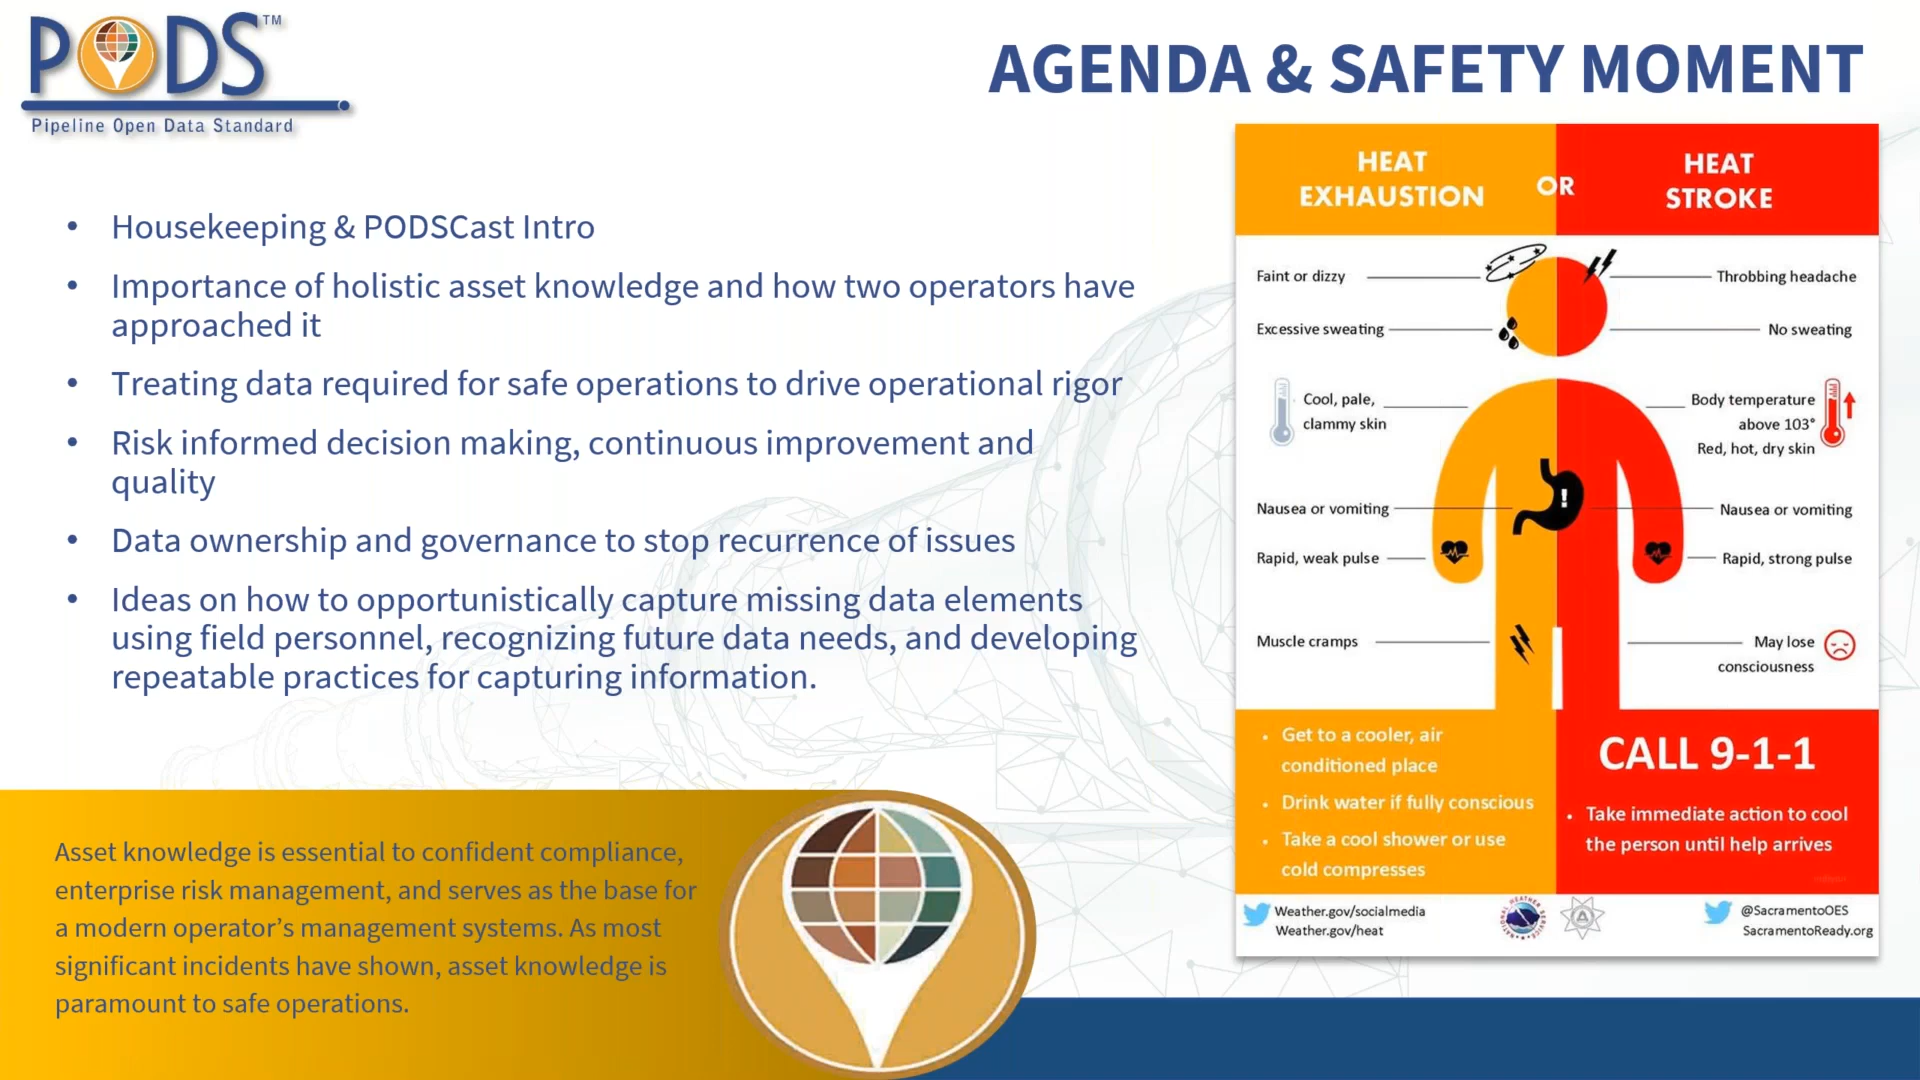 PODS™
Pipeline Open Data Standard
AGENDA & SAFETY MOMENT
• Housekeeping & PODSCast Intro
• Importance of holistic asset knowledge and how two operators have
approached it
• Treating data required for safe operations to drive operational rigor
• Risk informed decision making, continuous improvement and
quality
• Data ownership and governance to stop recurrence of issues
• Ideas on how to opportunistically capture missing data elements
using field personnel, recognizing future data needs, and developing
repeatable practices for capturing information.
Asset knowledge is essential to confident compliance,
enterprise risk management, and serves as the base for
a modern operator’s management systems. As most
significant incidents have shown, asset knowledge is
paramount to safe operations.
HEAT
EXHAUSTION
OR
HEAT
STROKE
Faint or dizzy
Throbbing headache
Excessive sweating
No sweating
Cool, pale,
clammy skin
Body temperature
above 103°
Red, hot, dry skin
!
Nausea or vomiting
Nausea or vomiting
Rapid, weak pulse
Rapid, strong pulse
Muscle cramps
May lose
consciousness
• Get to a cooler, air
conditioned place
• Drink water if fully conscious
• Take a cool shower or use
cold compresses
CALL 9-1-1
• Take immediate action to cool
the person until help arrives
Weather.gov/socialmedia
Weather.gov/heat
@SacramentoOES
SacramentoReady.org